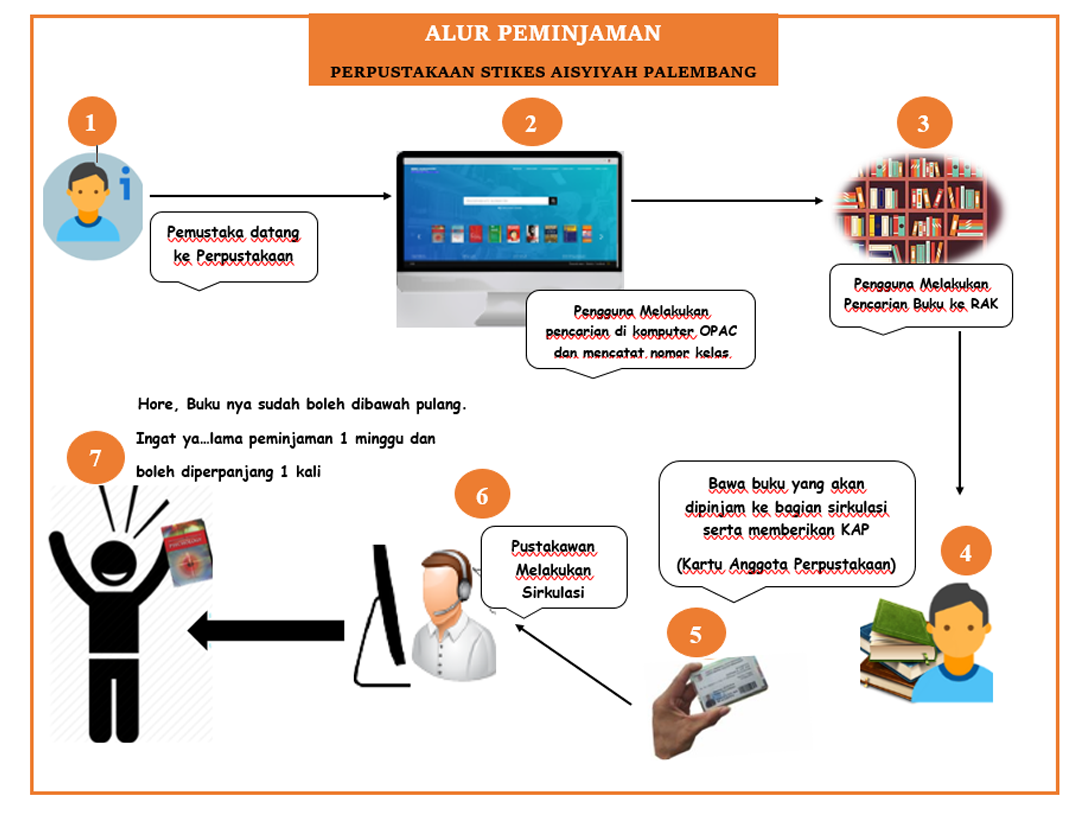 ALUR PEMINJAMAN
PERPUSTAKAAN STIKES AISYIYAH PALEMBANG
1
Pemustaka datang
ke Perpustakaan
2
Pengguna Melakukan
pencarian di komputer OPAC
dan mencatat nomor kelas.
3
Pengguna Melakukan
Pencarian Buku ke RAK
4
Bawa buku yang akan
dipinjam ke bagian sirkulasi
serta memberikan KAP
(Kartu Anggota Perpustakaan)
5
6
Pustakawan
Melakukan
Sirkulasi
7
Hore, Buku nya sudah boleh dibawah pulang.
Ingat ya...lama peminjaman 1 minggu dan
boleh diperpanjang 1 kali